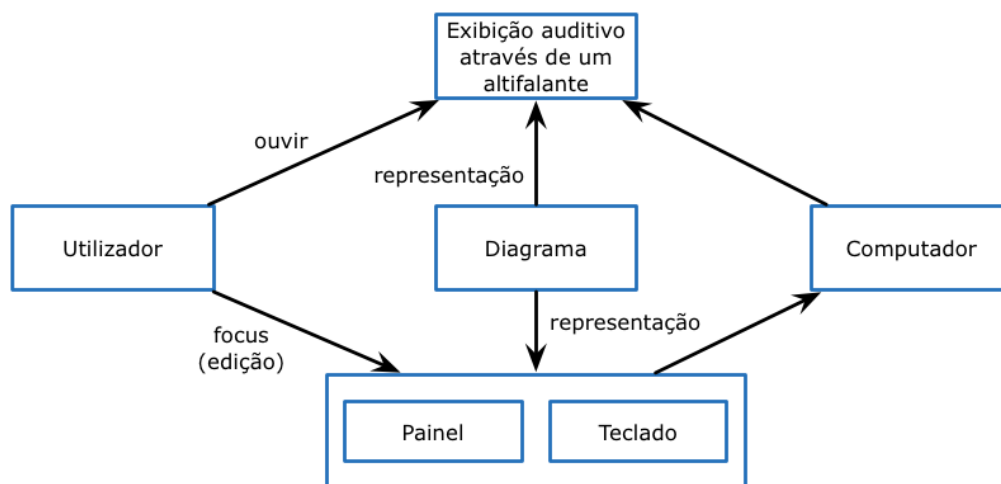 Exibição auditivo
através de um
altifalante
ouvir
representação
Utilizador
Diagrama
Computador
focus
(edição)
representação
Painel
Teclado